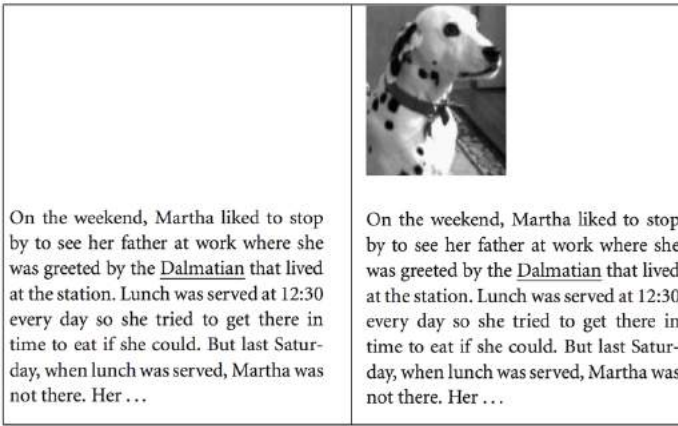 On the weekend, Martha liked to stop
by to see her father at work where she
was greeted by the Dalmatian that lived
at the station. Lunch was served at 12:30
every day so she tried to get there in
time to eat if she could. But last Satur-
day, when lunch was served, Martha was
not there. Her ...
On the weekend, Martha liked to stop
by to see her father at work where she
was greeted by the Dalmatian that lived
at the station. Lunch was served at 12:30
every day so she tried to get there in
time to eat if she could. But last Satur-
day, when lunch was served, Martha was
not there. Her ...